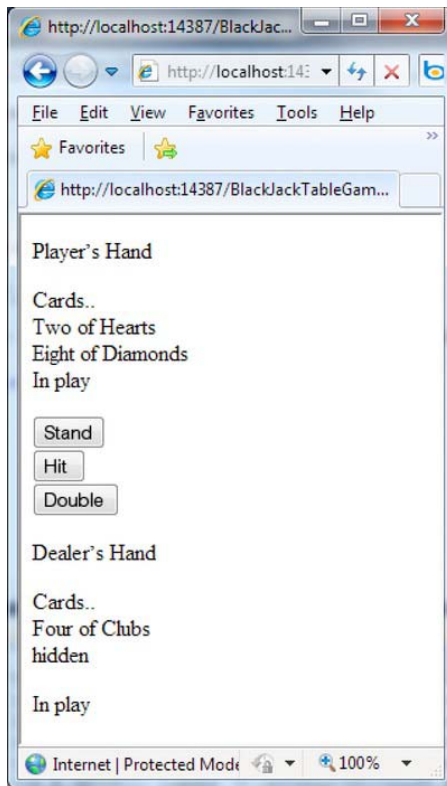 http://localhost:14387/BlackJac...
http://localhost:14
File Edit View Favorites Tools Help
Favorites
http://localhost:14387/BlackJackTableGam...
Player's Hand
Cards..
Two of Hearts
Eight of Diamonds
In play
Stand
Hit
Double
Dealer's Hand
Cards..
Four of Clubs
hidden
In play
Internet | Protected Mode 100%